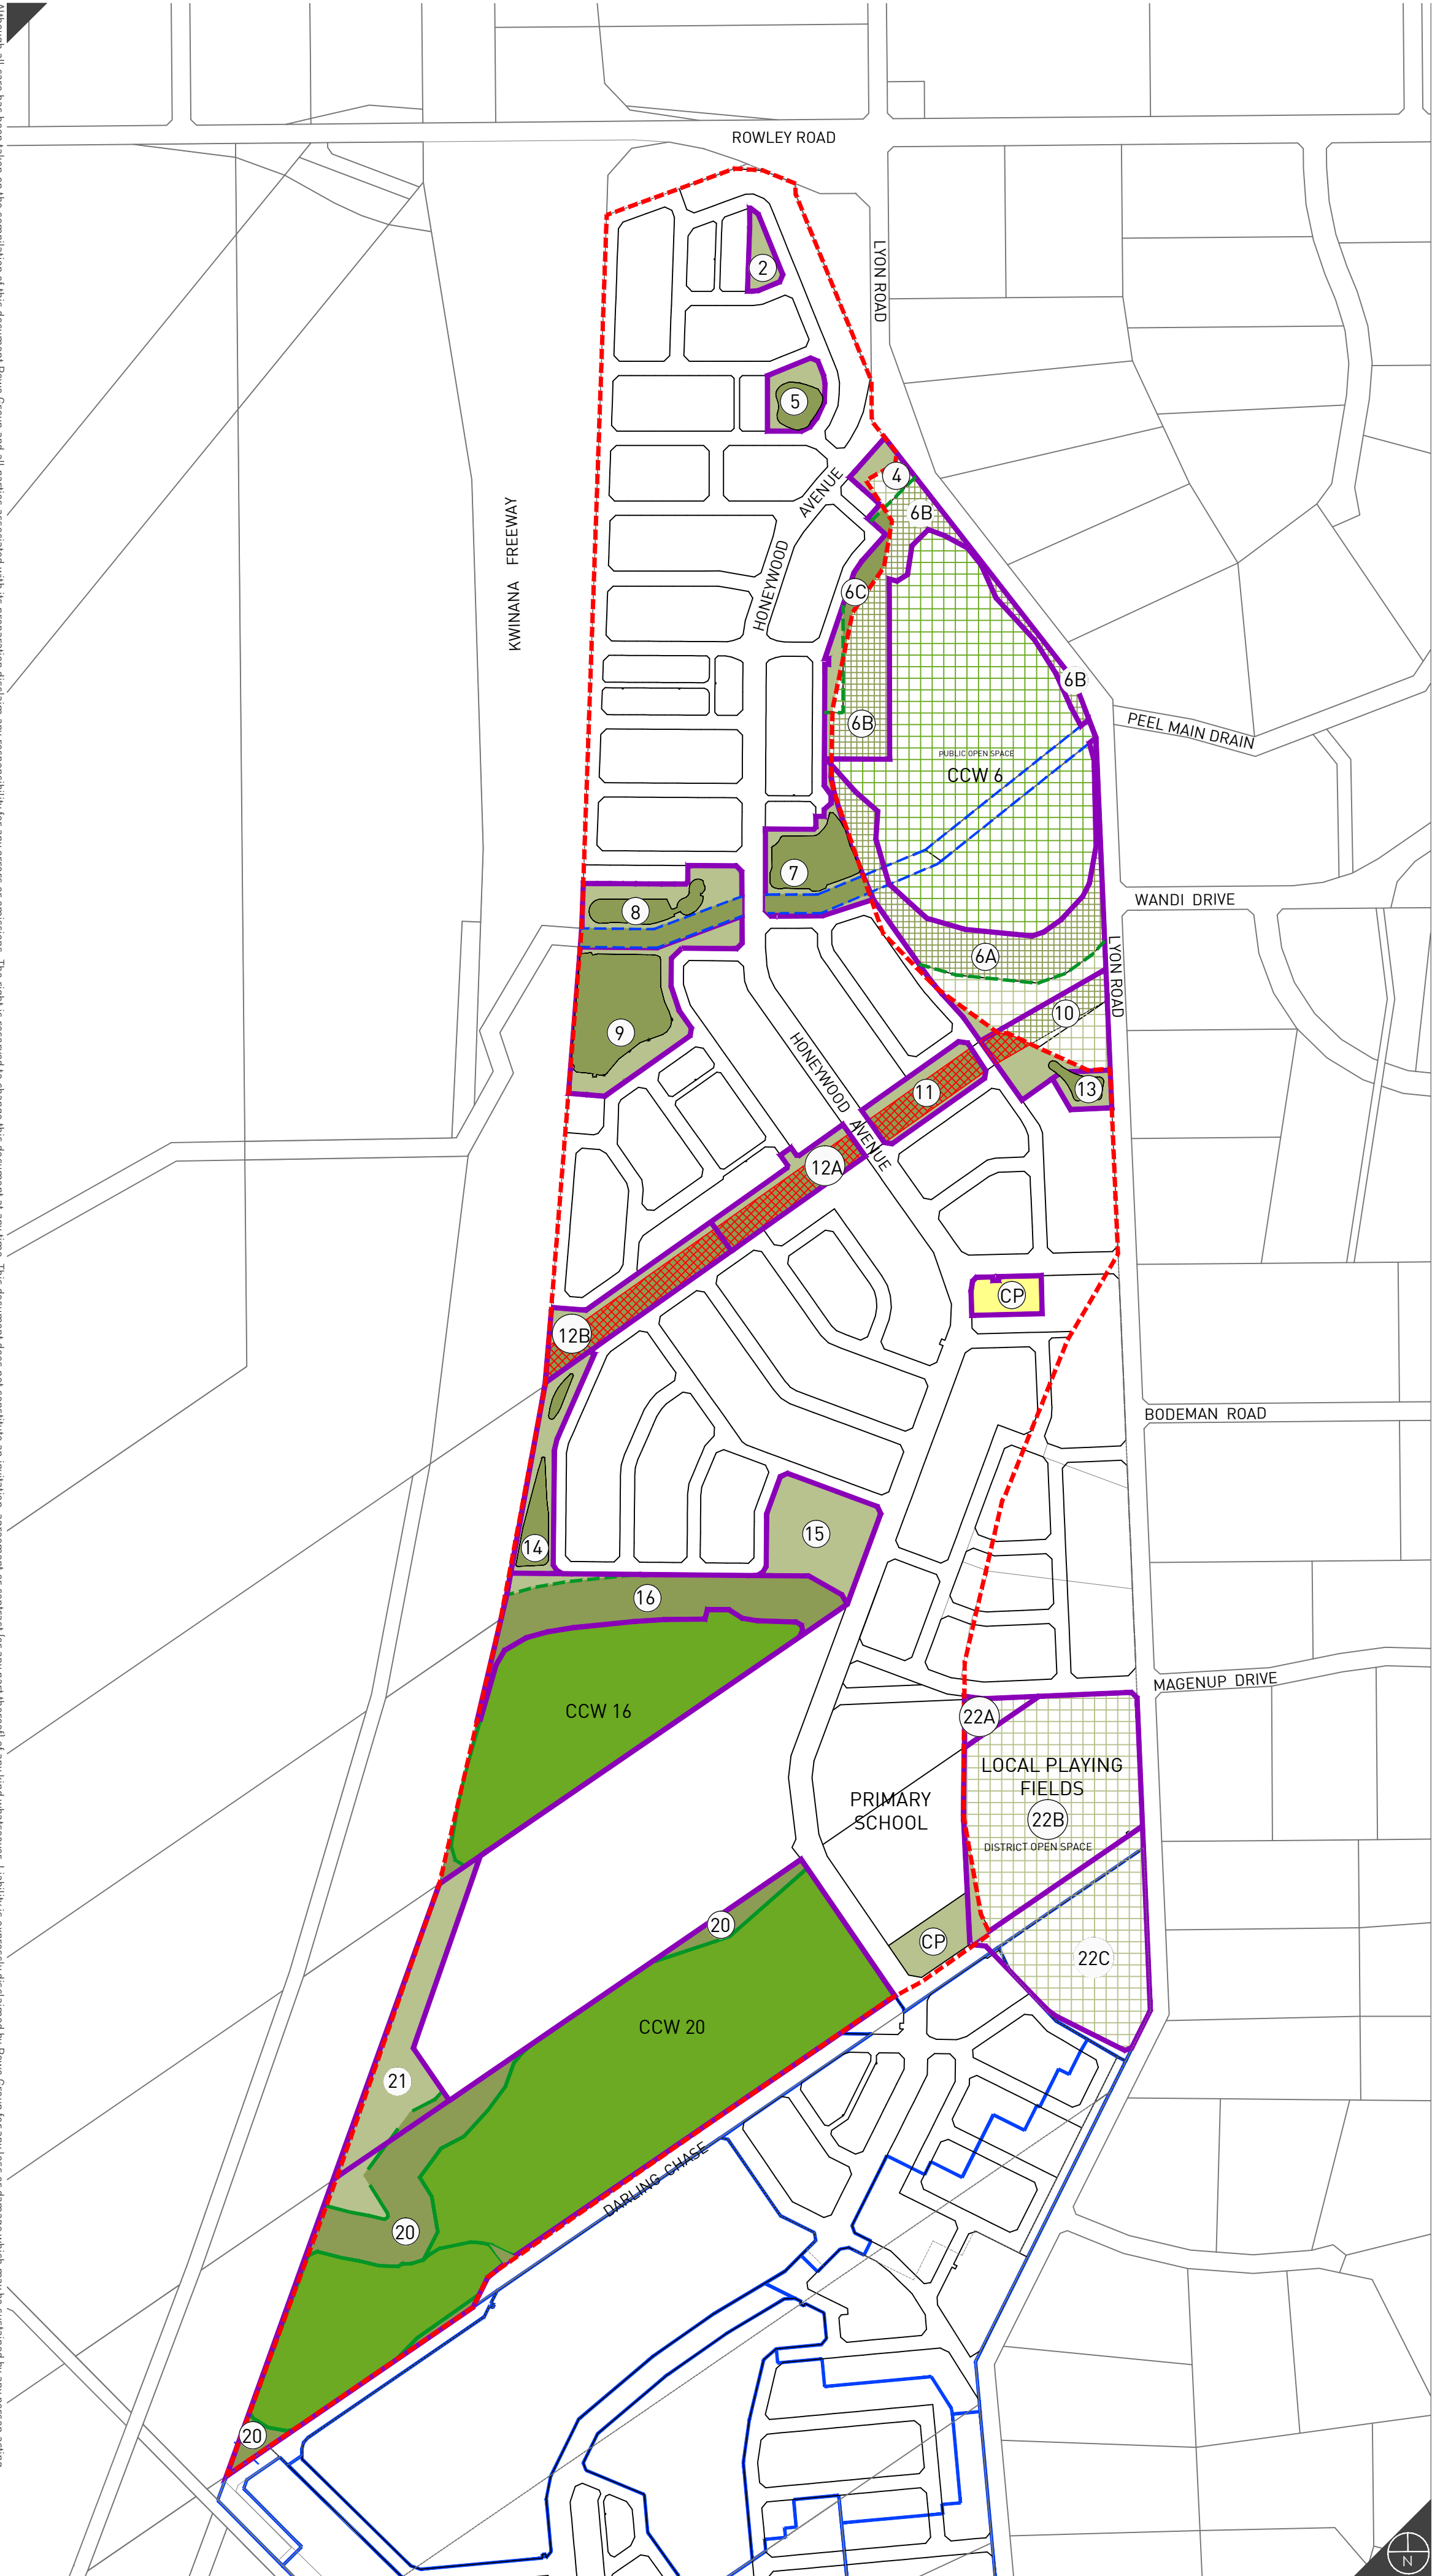 ROWLEY ROAD
LYON ROAD
2
5
KWINANA FREEWAY
AVENUE
HONEYWOOD
4
6B
6C
6B
6B
PEEL MAIN DRAIN
PUBLIC OPEN SPACE
CCW 6
7
8
WANDI DRIVE
6A
LYON ROAD
10
9
HONEYWOOD AVENUE
11
13
12A
CP
12B
BODEMAN ROAD
15
14
16
MAGENUP DRIVE
CCW 16
22A
LOCAL PLAYING
FIELDS
22B
DISTRICT OPEN SPACE
PRIMARY
SCHOOL
20
CP
22C
CCW 20
21
DARLING CHASE
20
20
N